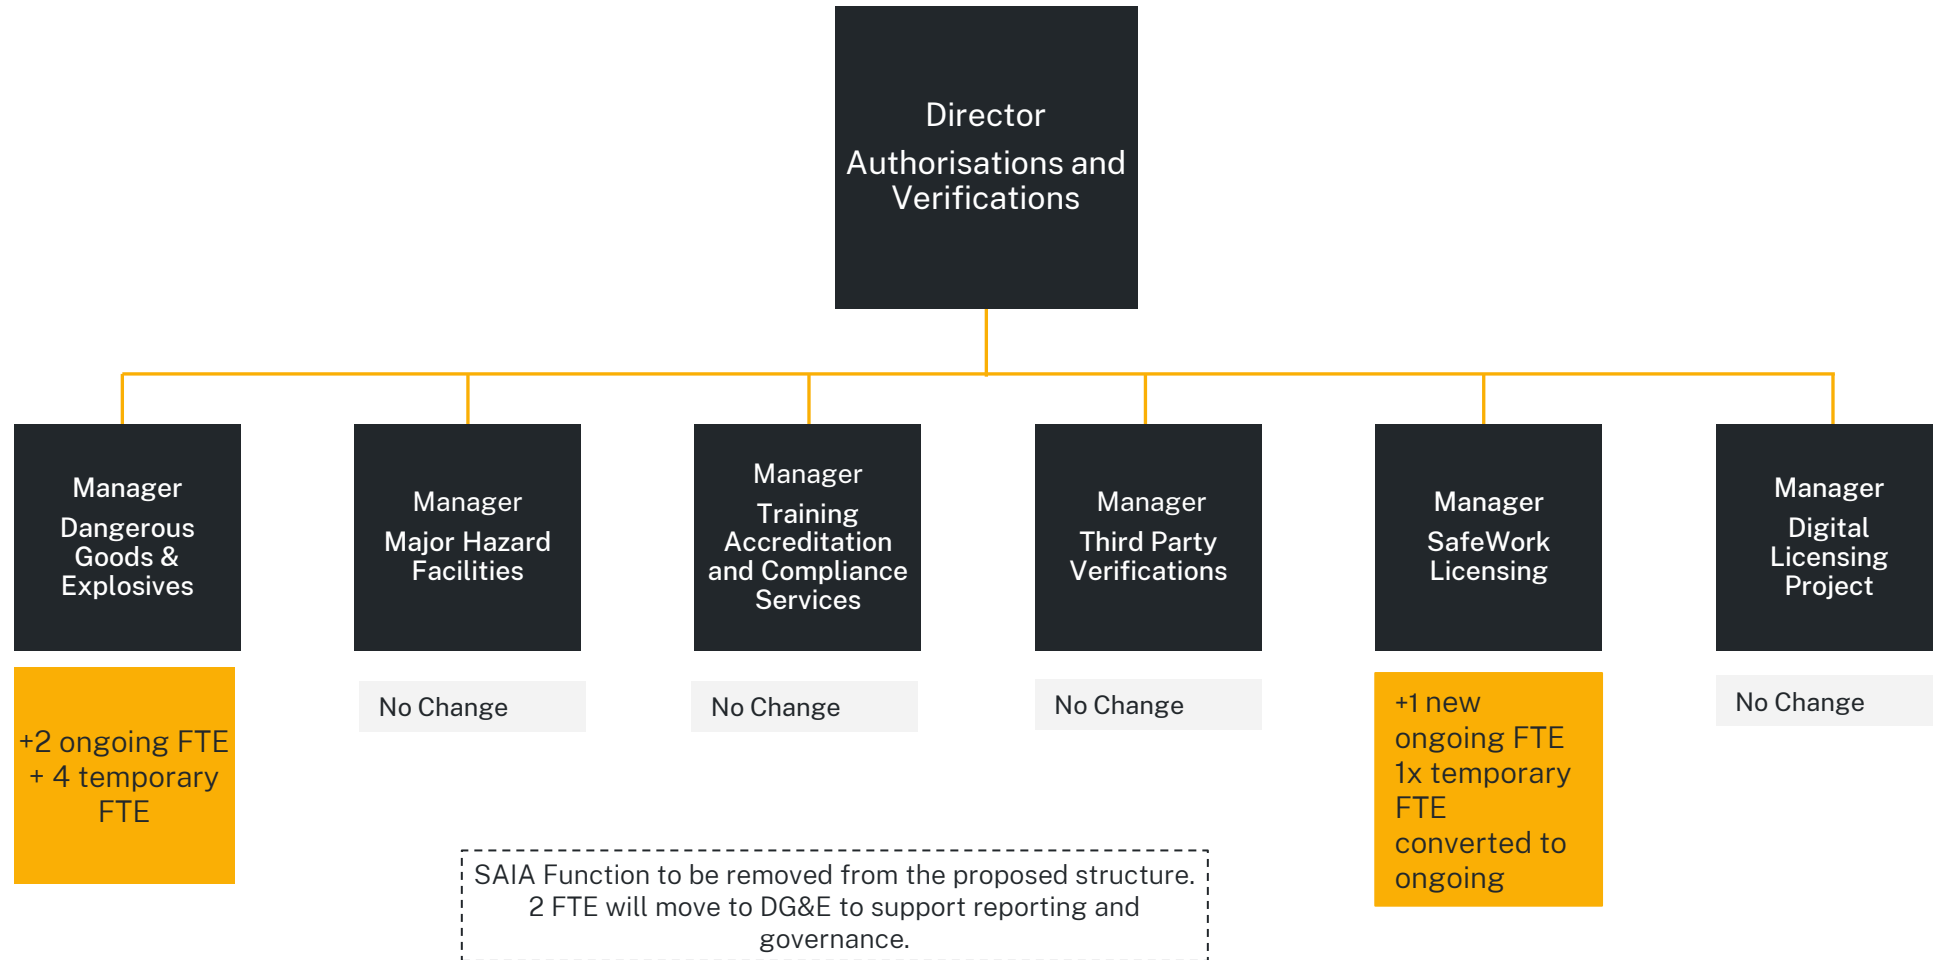 Director
Authorisations and
Verifications
Manager
Dangerous
Goods &
Explosives
Manager
Major Hazard
Facilities
Manager
Training
Accreditation
and Compliance
Services
Manager
Third Party
Verifications
Manager
SafeWork
Licensing
Manager
Digital
Licensing
Project
+2 ongoing FTE
+ 4 temporary
FTE
No Change
No Change
No Change
+1 new
ongoing FTE
1x temporary
FTE
converted to
ongoing
No Change
SAIA Function to be removed from the proposed structure.
2 FTE will move to DG&E to support reporting and
governance.